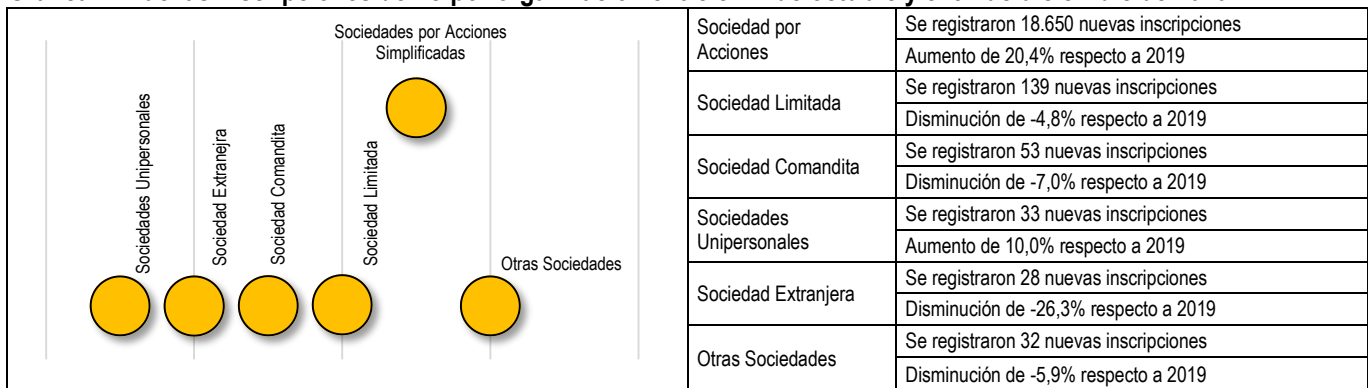 Sociedades por Acciones
Simplificadas
Sociedades Unipersonales
Sociedad Extranejra
Sociedad Comandita
Sociedad Limitada
Otras Sociedades
Sociedad por
Acciones
Se registraron 18.650 nuevas inscripciones
Aumento de 20,4% respecto a 2019
Sociedad Limitada
Se registraron 139 nuevas inscripciones
Disminución de -4,8% respecto a 2019
Sociedad Comandita
Se registraron 53 nuevas inscripciones
Disminución de -7,0% respecto a 2019
Sociedades
Unipersonales
Se registraron 33 nuevas inscripciones
Aumento de 10,0% respecto a 2019
Sociedad Extranjera
Se registraron 28 nuevas inscripciones
Disminución de -26,3% respecto a 2019
Otras Sociedades
Se registraron 32 nuevas inscripciones
Disminución de -5,9% respecto a 2019